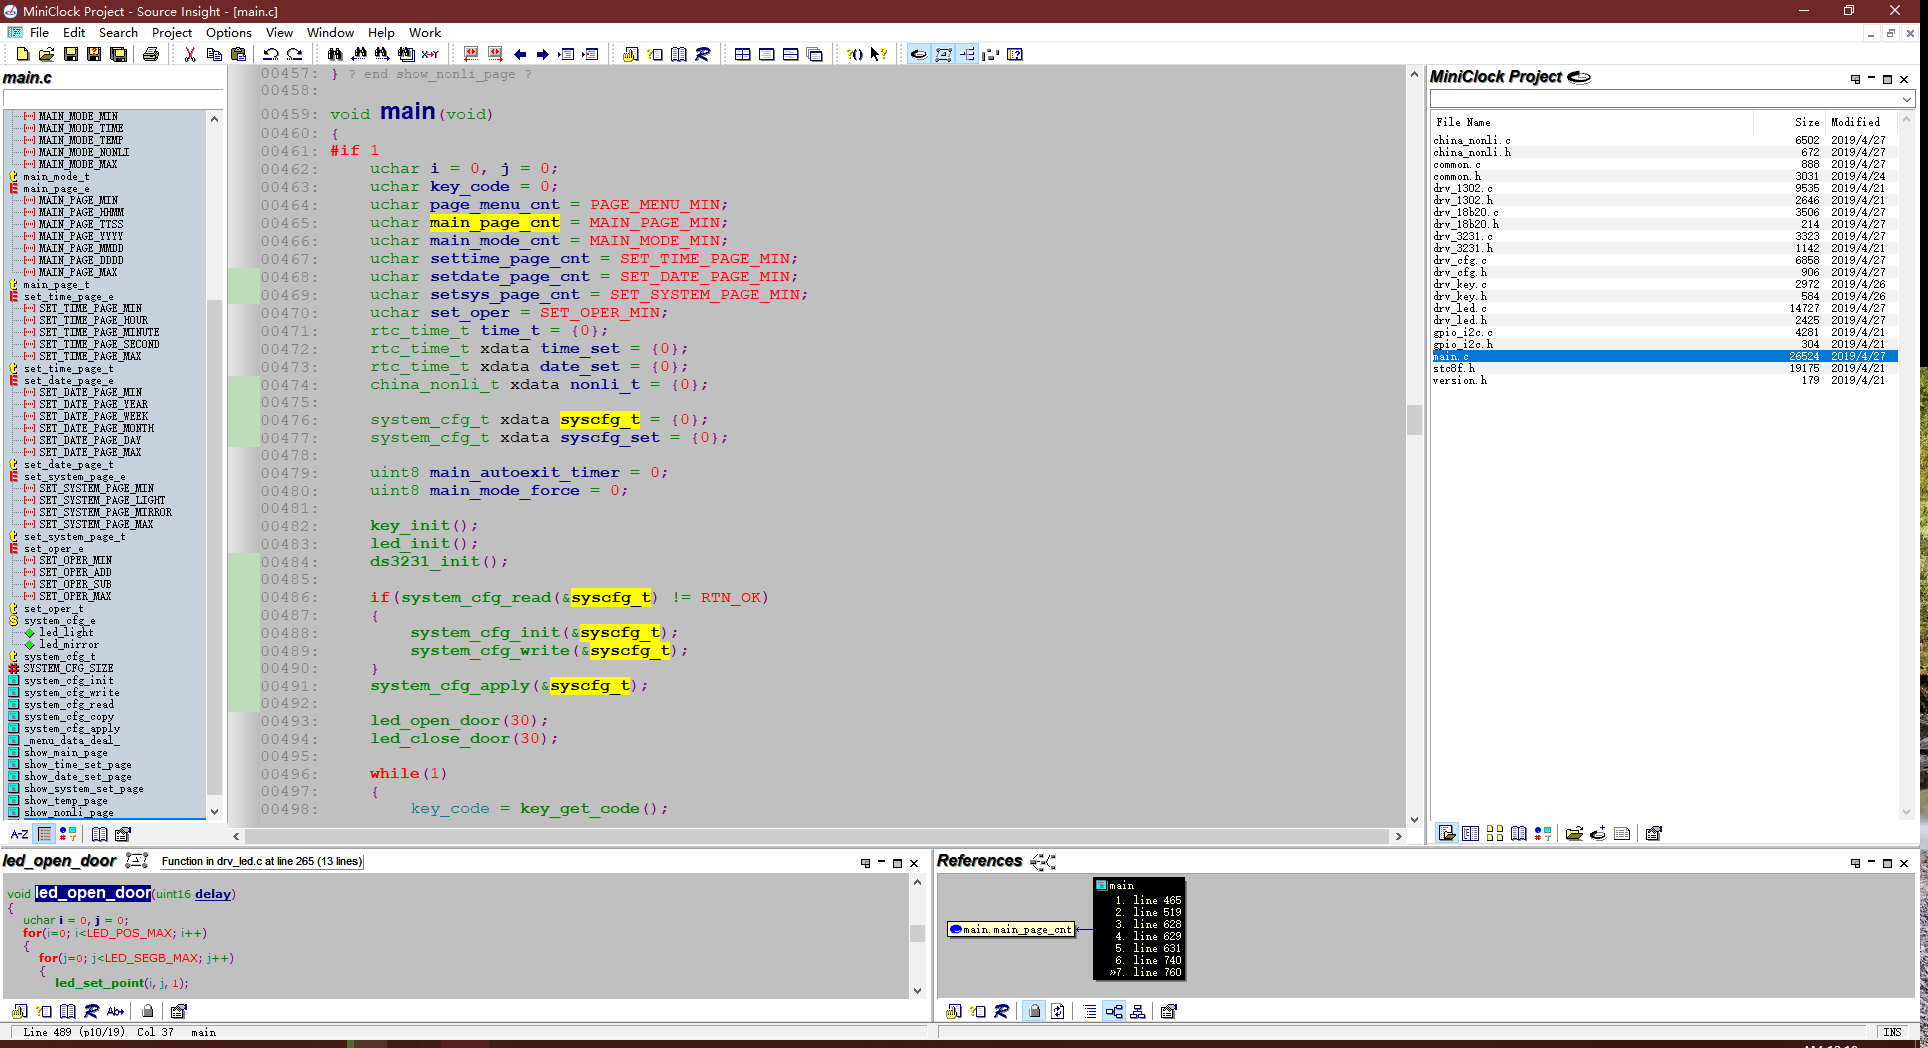 MiniClock Project - Source Insight - [main.c]
File Edit Search Project Options View Window Help Work
main.c
MAIN_MODE_MIN
MAIN_MODE_TIME
MAIN_MODE_TEMP
MAIN_MODE_NONLI
MAIN_MODE_MAX
main_mode_t
main_page_e
MAIN_PAGE_MIN
MAIN_PAGE_HHMM
MAIN_PAGE_TTSS
MAIN_PAGE_YYYY
MAIN_PAGE_MMDD
MAIN_PAGE_DDDD
MAIN_PAGE_MAX
main_page_t
set_time_page_e
SET_TIME_PAGE_MIN
SET_TIME_PAGE_HOUR
SET_TIME_PAGE_MINUTE
SET_TIME_PAGE_SECOND
SET_TIME_PAGE_MAX
set_time_page_t
set_date_page_e
SET_DATE_PAGE_MIN
SET_DATE_PAGE_YEAR
SET_DATE_PAGE_WEEK
SET_DATE_PAGE_MONTH
SET_DATE_PAGE_DAY
SET_DATE_PAGE_MAX
set_date_page_t
set_system_page_e
SET_SYSTEM_PAGE_MIN
SET_SYSTEM_PAGE_LIGHT
SET_SYSTEM_PAGE_MIRROR
SET_SYSTEM_PAGE_MAX
set_system_page_t
set_oper_e
SET_OPER_MIN
SET_OPER_ADD
SET_OPER_SUB
SET_OPER_MAX
set_oper_t
system_cfg_e
led_light
led_mirror
system_cfg_t
SYSTEM_CFG_SIZE
system_cfg_init
system_cfg_write
system_cfg_read
system_cfg_copy
system_cfg_apply
_menu_data_deal_
show_main_page
show_time_set_page
show_date_set_page
show_system_set_page
show_temp_page
show_nonli_page
A-Z
00457: } ? end show_nonli_page ?
00458:
00459: void main(void)
00460: {
00461: #if 1
00462: uchar i = 0, j = 0;
00463: uchar key_code = 0;
00464: uchar page_menu_cnt = PAGE_MENU_MIN;
00465: uchar main_page_cnt = MAIN_PAGE_MIN;
00466: uchar main_mode_cnt = MAIN_MODE_MIN;
00467: uchar settime_page_cnt = SET_TIME_PAGE_MIN;
00468: uchar setdate_page_cnt = SET_DATE_PAGE_MIN;
00469: uchar setsys_page_cnt = SET_SYSTEM_PAGE_MIN;
00470: uchar set_oper = SET_OPER_MIN;
00471: rtc_time_t time_t = {0};
00472: rtc_time_t xdata time_set = {0};
00473: rtc_time_t xdata date_set = {0};
00474: china_nonli_t xdata nonli_t = {0};
00475:
00476: system_cfg_t xdata syscfg_t = {0};
00477: system_cfg_t xdata syscfg_set = {0};
00478:
00479: uint8 main_autoexit_timer = 0;
00480: uint8 main_mode_force = 0;
00481:
00482: key_init();
00483: led_init();
00484: ds3231_init();
00485:
00486: if(system_cfg_read(&syscfg_t) != RTN_OK)
00487: {
00488: system_cfg_init(&syscfg_t);
00489: system_cfg_write(&syscfg_t);
00490: }
00491: system_cfg_apply(&syscfg_t);
00492:
00493: led_open_door(30);
00494: led_close_door(30);
00495:
00496: while(1)
00497: {
00498: key_code = key_get_code();
MiniClock Project
File Name Size Modified
china_nonli.c 6502 2019/4/27
china_nonli.h 672 2019/4/27
common.c 888 2019/4/27
common.h 3031 2019/4/24
drv_1302.c 9535 2019/4/21
drv_1302.h 2646 2019/4/21
drv_18b20.c 3506 2019/4/27
drv_18b20.h 214 2019/4/27
drv_3231.c 3323 2019/4/27
drv_3231.h 1142 2019/4/21
drv_cfg.c 6858 2019/4/27
drv_cfg.h 906 2019/4/27
drv_key.c 2972 2019/4/26
drv_key.h 584 2019/4/26
drv_led.c 14727 2019/4/27
drv_led.h 2425 2019/4/27
gpio_i2c.c 4281 2019/4/21
gpio_i2c.h 304 2019/4/21
main.c 26524 2019/4/27
stc8f.h 19175 2019/4/21
version.h 179 2019/4/21
led_open_door Function in drv_led.c at line 265 (13 lines)
void led_open_door(uint16 delay)
{
uchar i = 0, j = 0;
for(i=0; i<LED_POS_MAX; i++)
{
for(j=0; j<LED_SEGB_MAX; j++)
{
led_set_point(i, j, 1);
References
main.main_page_cnt
main
1. line 465
2. line 519
3. line 628
4. line 629
5. line 631
6. line 740
»7. line 760
Line 489 (p10/19) Col 37 main
INS